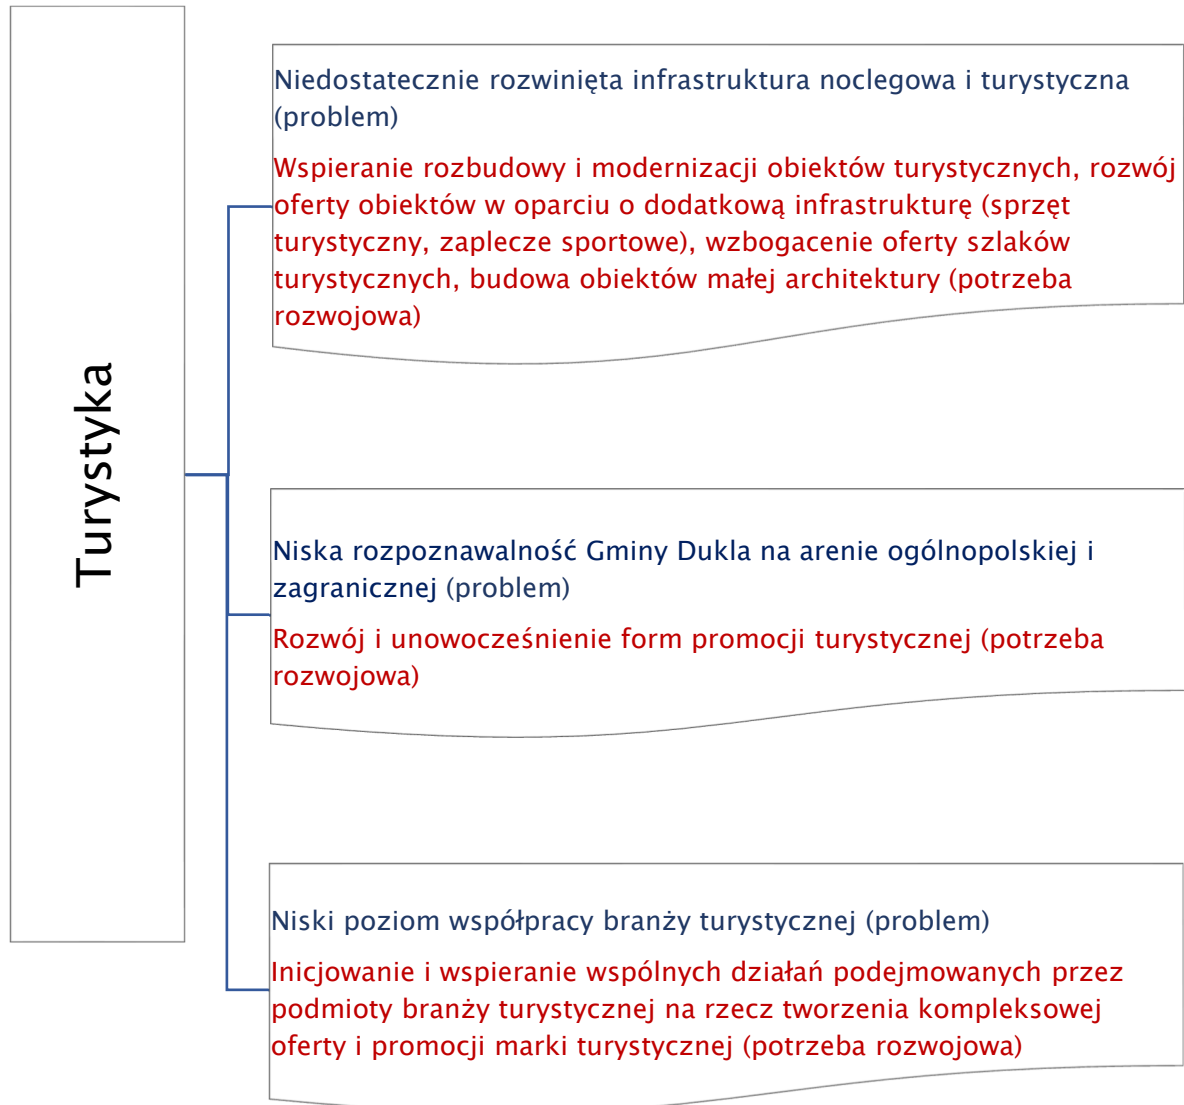 Turystyka
Niedostatecznie rozwinięta infrastruktura noclegowa i turystyczna
(problem)
Wspieranie rozbudowy i modernizacji obiektów turystycznych, rozwój
oferty obiektów w oparciu o dodatkową infrastrukturę (sprzęt
turystyczny, zaplecze sportowe), wzbogacenie oferty szlaków
turystycznych, budowa obiektów małej architektury (potrzeba
rozwojowa)
Niska rozpoznawalność Gminy Dukla na arenie ogólnopolskiej i
zagranicznej (problem)
Rozwój i unowocześnienie form promocji turystycznej (potrzeba
rozwojowa)
Niski poziom współpracy branży turystycznej (problem)
Inicjowanie i wspieranie wspólnych działań podejmowanych przez
podmioty branży turystycznej na rzecz tworzenia kompleksowej
oferty i promocji marki turystycznej (potrzeba rozwojowa)